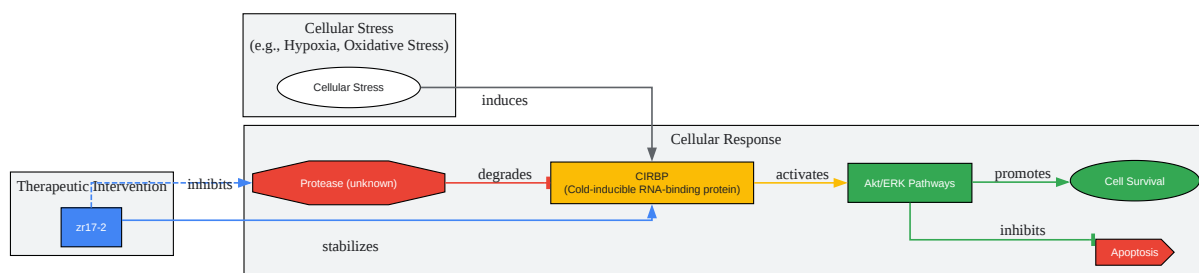 Cellular Stress
(e.g., Hypoxia, Oxidative Stress)
Cellular Stress
induces
Cellular Response
Therapeutic Intervention
inhibits
Protease (unknown)
degrades
CIRBP
(Cold-inducible RNA-binding protein)
activates
Akt/ERK Pathways
promotes
Cell Survival
zr17-2
stabilizes
inhibits
Apoptosis